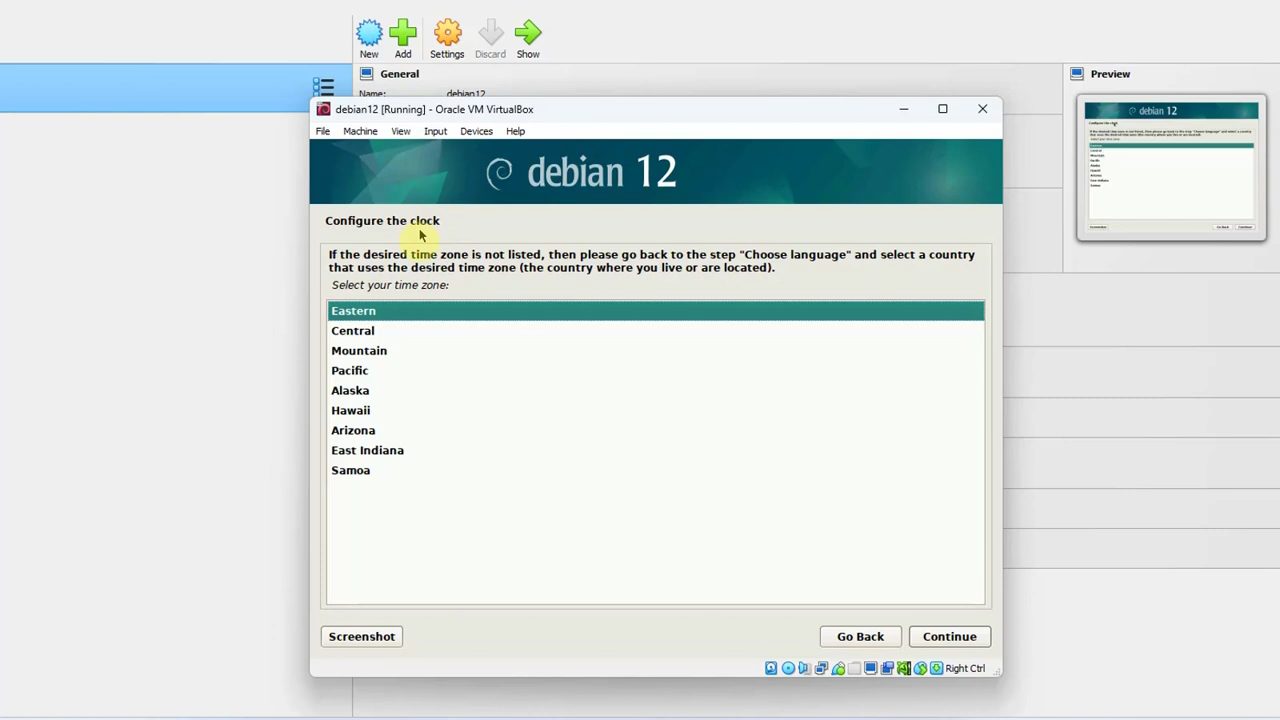 New Add Settings Discard Show
General
Name: debian12
Preview
debian12 [Running] - Oracle VM VirtualBox
File Machine View Input Devices Help
debian 12
Configure the clock
If the desired time zone is not listed, then please go back to the step "Choose language" and select a country
that uses the desired time zone (the country where you live or are located).
Select your time zone:
Eastern
Central
Mountain
Pacific
Alaska
Hawaii
Arizona
East Indiana
Samoa
Screenshot Go Back Continue
Right Ctrl
debian 12